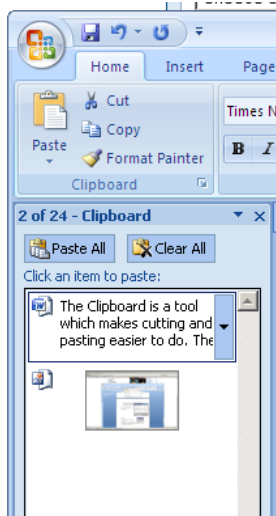 Home Insert Page
Paste
Cut
Copy
Format Painter
Clipboard
Times N
B I
2 of 24 - Clipboard
Paste All Clear All
Click an item to paste:
The Clipboard is a tool
which makes cutting and
pasting easier to do. The